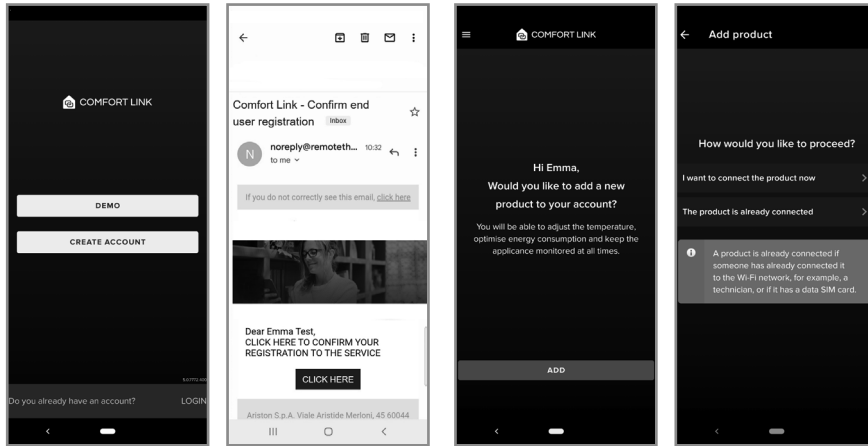 COMFORT LINK
DEMO
CREATE ACCOUNT
Do you already have an account?
LOGIN
Comfort Link - Confirm end
user registration
Inbox
N
noreply@remoteth...
10:32
to me
If you do not correctly see this email, click here
Dear Emma Test,
CLICK HERE TO CONFIRM YOUR
REGISTRATION TO THE SERVICE
CLICK HERE
Ariston S.p.A. Viale Aristide Merloni, 45 60044
COMFORT LINK
Hi Emma,
Would you like to add a new
product to your account?
You will be able to adjust the temperature,
optimise energy consumption and keep the
applicance monitored at all times.
ADD
Add product
How would you like to proceed?
I want to connect the product now
The product is already connected
A product is already connected if
someone has already connected it
to the Wi-Fi network, for example, a
technician, or if it has a data SIM card.